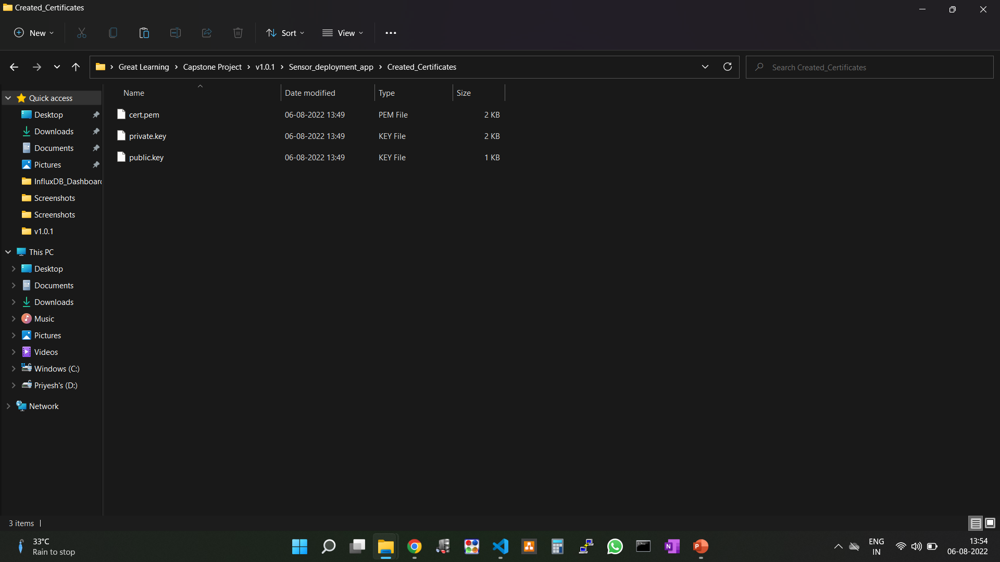 Created_Certificates
New
Sort
View
Great Learning > Capstone Project > v1.0.1 > Sensor_deployment_app > Created_Certificates
Search Created_Certificates
Name Date modified Type Size
cert.pem 06-08-2022 13:49 PEM File 2 KB
private.key 06-08-2022 13:49 KEY File 2 KB
public.key 06-08-2022 13:49 KEY File 1 KB
Quick access
Desktop
Downloads
Documents
Pictures
InfluxDB_Dashboar
Screenshots
Screenshots
v1.0.1
This PC
Desktop
Documents
Downloads
Music
Pictures
Videos
Windows (C:)
Priyesh's (D:)
Network
3 items
33°C
Rain to stop
ENG
IN
13:54
06-08-2022